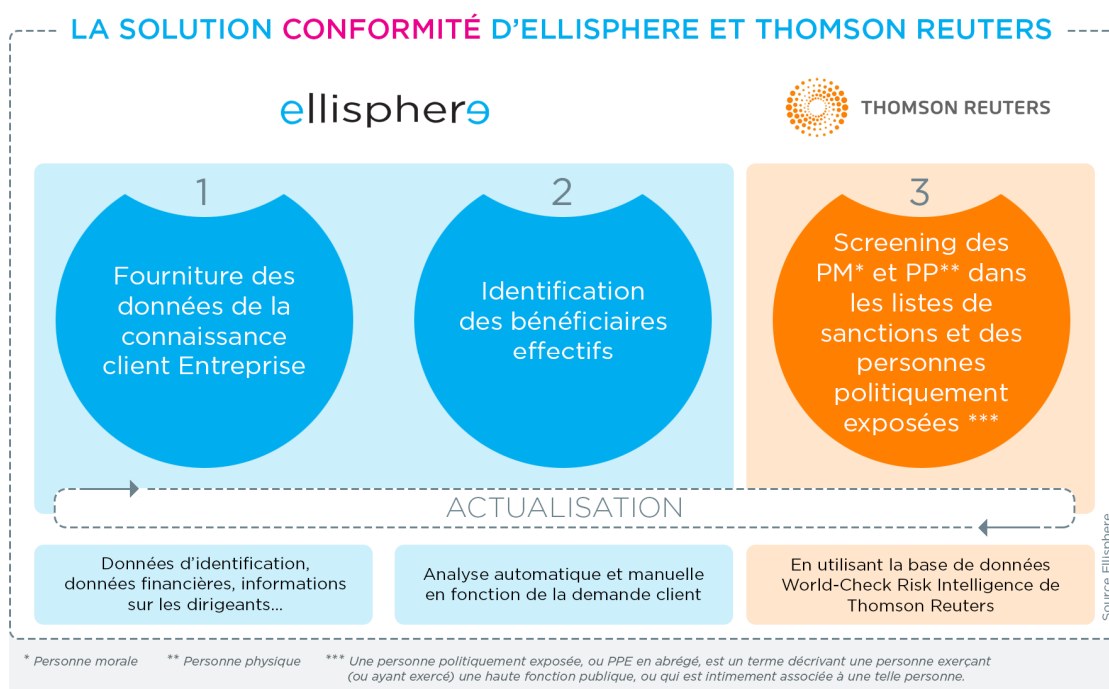 LA SOLUTION CONFORMITÉ D'ELLISPHERE ET THOMSON REUTERS
ellisphere
THOMSON REUTERS
1
Fourniture des
données de la
connaissance
client Entreprise
2
Identification
des bénéficiaires
effectifs
3
Screening des
PM* et PP** dans
les listes de
sanctions et des
personnes
politiquement
exposées ***
ACTUALISATION
Données d'identification,
données financières, informations
sur les dirigeants...
Analyse automatique et manuelle
en fonction de la demande client
En utilisant la base de données
World-Check Risk Intelligence de
Thomson Reuters
Source Ellisphere
* Personne morale ** Personne physique *** Une personne politiquement exposée, ou PPE en abrégé, est un terme décrivant une personne exerçant
(ou ayant exercé) une haute fonction publique, ou qui est intimement associée à une telle personne.